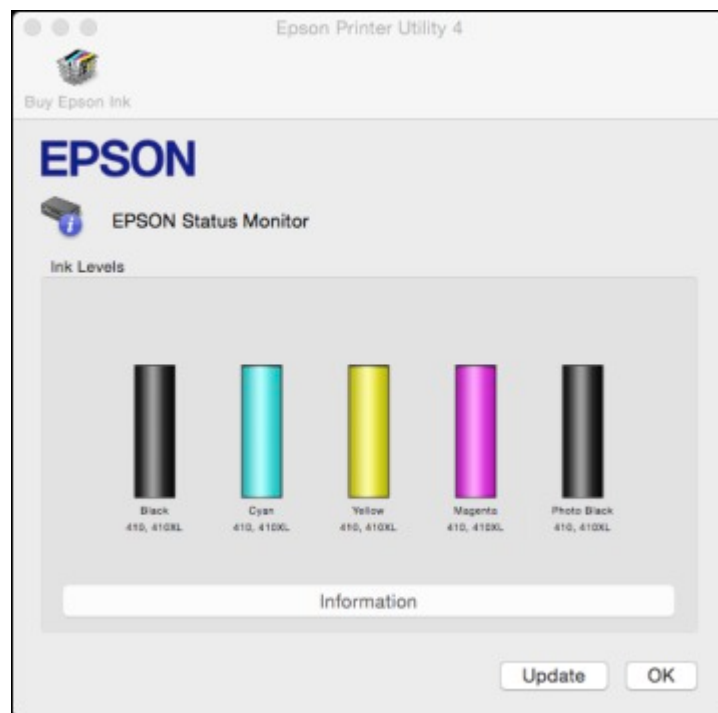 Epson Printer Utility 4
Buy Epson Ink
EPSON
EPSON Status Monitor
Ink Levels
Black Cyan Yellow Magenta Photo Black
410, 410XL 410, 410XL 410, 410XL 410, 410XL 410, 410XL
Information
Update OK